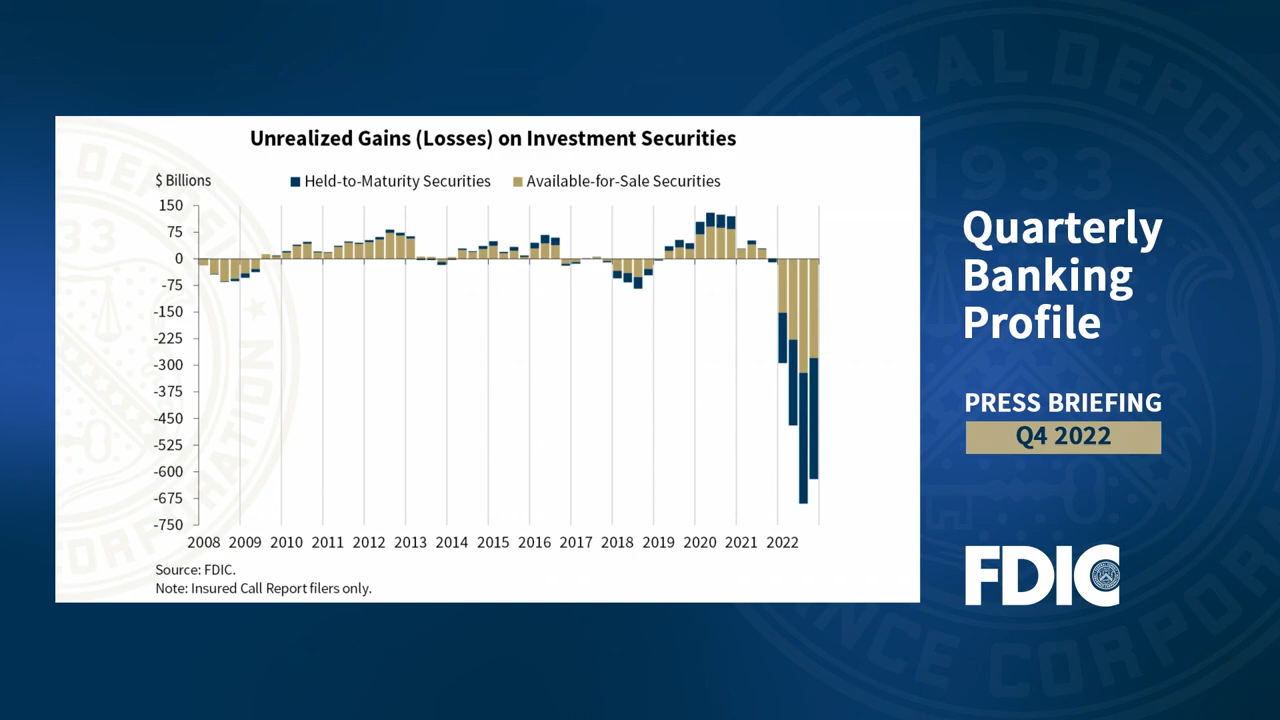 Unrealized Gains (Losses) on Investment Securities
$ Billions
Held-to-Maturity Securities
Available-for-Sale Securities
150
75
0
-75
-150
-225
-300
-375
-450
-525
-600
-675
-750
2008 2009 2010 2011 2012 2013 2014 2015 2016 2017 2018 2019 2020 2021 2022
Source: FDIC.
Note: Insured Call Report filers only.
Quarterly
Banking
Profile
PRESS BRIEFING
Q4 2022
FDIC
1933